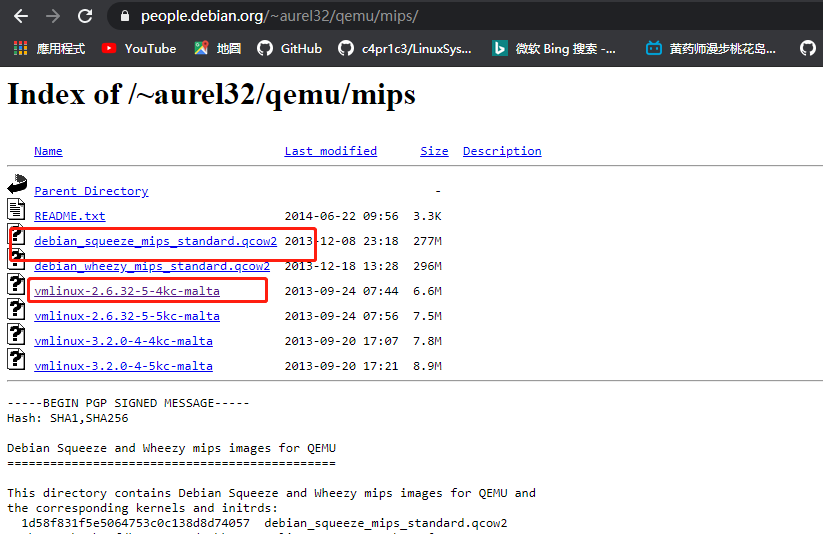 people.debian.org/~aurel32/qemu/mips/
應用程式 YouTube 地圖 GitHub c4pr1c3/LinuxSys... 微软 Bing 搜索 -... 黄药师漫步桃花岛...
Index of /~aurel32/qemu/mips
Name Last modified Size Description
Parent Directory -
README.txt 2014-06-22 09:56 3.3K
debian_squeeze_mips_standard.qcow2 2013-12-08 23:18 277M
debian_wheezy_mips_standard.qcow2 2013-12-18 13:28 296M
vmlinux-2.6.32-5-4kc-malta 2013-09-24 07:44 6.6M
vmlinux-2.6.32-5-5kc-malta 2013-09-24 07:56 7.5M
vmlinux-3.2.0-4-4kc-malta 2013-09-20 17:07 7.8M
vmlinux-3.2.0-4-5kc-malta 2013-09-20 17:21 8.9M
-----BEGIN PGP SIGNED MESSAGE-----
Hash: SHA1,SHA256
Debian Squeeze and Wheezy mips images for QEMU
==============================================
This directory contains Debian Squeeze and Wheezy mips images for QEMU and
the corresponding kernels and initrds:
1d58f831f5e5064753c0c138d8d74057 debian_squeeze_mips_standard.qcow2